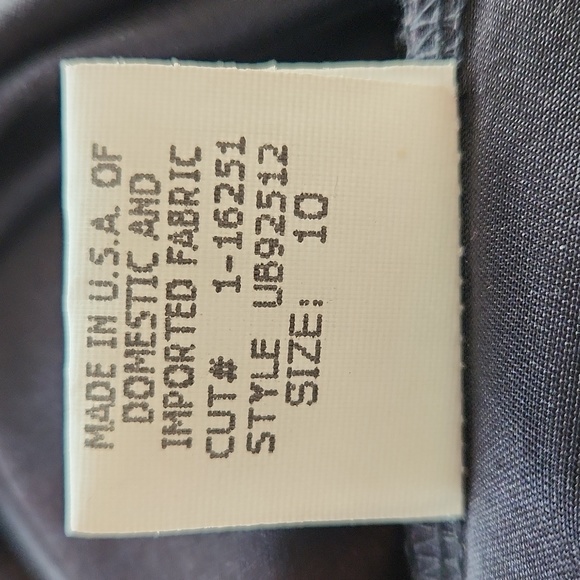 MADE IN U.S.A. OF
DOMESTIC AND
IMPORTED FABRIC
CUT# 1-16251
STYLE UB92512
SIZE: 10